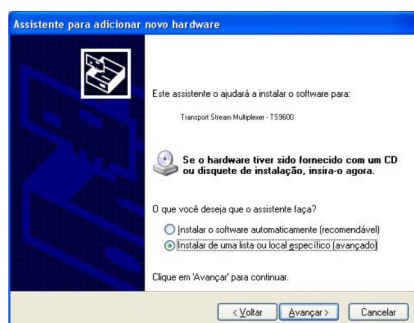 Assistente para adicionar novo hardware
Este assistente o ajudará a instalar o software para:
Transport Stream Multiplexer - TS9600
Se o hardware tiver sido fornecido com um CD
ou disquete de instalação, insira-o agora.
O que você deseja que o assistente faça?
Instalar o software automaticamente (recomendável)
Instalar de uma lista ou local específico (avançado)
Clique em 'Avançar' para continuar.
< Voltar
Avançar >
Cancelar